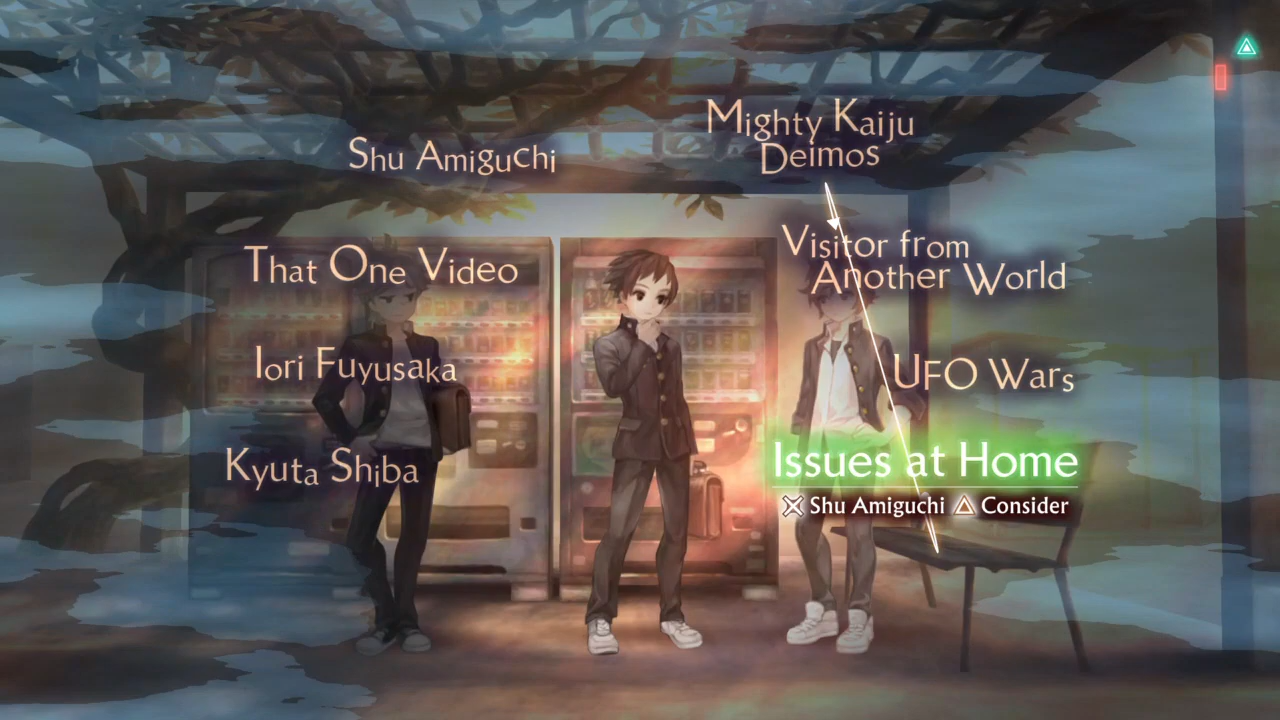 Shu Amiguchi
Mighty Kaiju
Deimos
That One Video
Visitor from
Another World
Iori Fuyusaka
UFO Wars
Kyuta Shiba
Issues at Home
Shu Amiguchi Consider